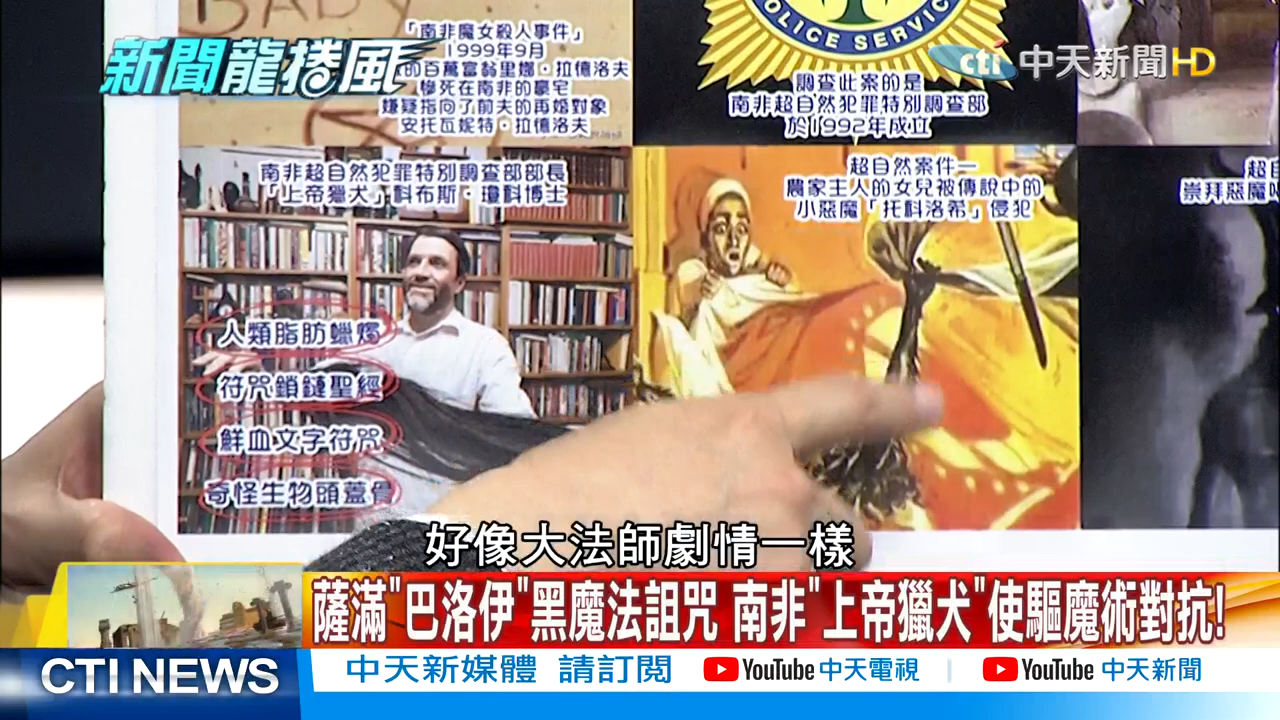 新聞龍捲風
BADY
「南非魔女殺人事件」
1999年9月
的百萬富翁里娜·拉億洛夫
慘死在南非的豪宅
嫌疑指向了前夫的再婚對象
安托瓦妮特·拉億洛夫
POLICE SERVICE
調查此案的是
南非超自然犯罪特別調查部
於1992年成立
cti 中天新聞HD
南非超自然犯罪特別調查部部長
「上帝獵犬」科布斯·瓊科博士
人類脂肪蠟燭
符咒鎖鏈聖經
鮮血文字符咒
奇怪生物頭蓋骨
超自然案件一
農家主人的女兒被傳說中的
小惡魔「托科洛希」侵犯
崇拜惡魔
好像大法師劇情一樣
薩滿"巴洛伊"黑魔法詛咒 南非"上帝獵犬"使驅魔術對抗!
CTI NEWS
中天新媒體 請訂閱 YouTube 中天電視 | YouTube 中天新聞